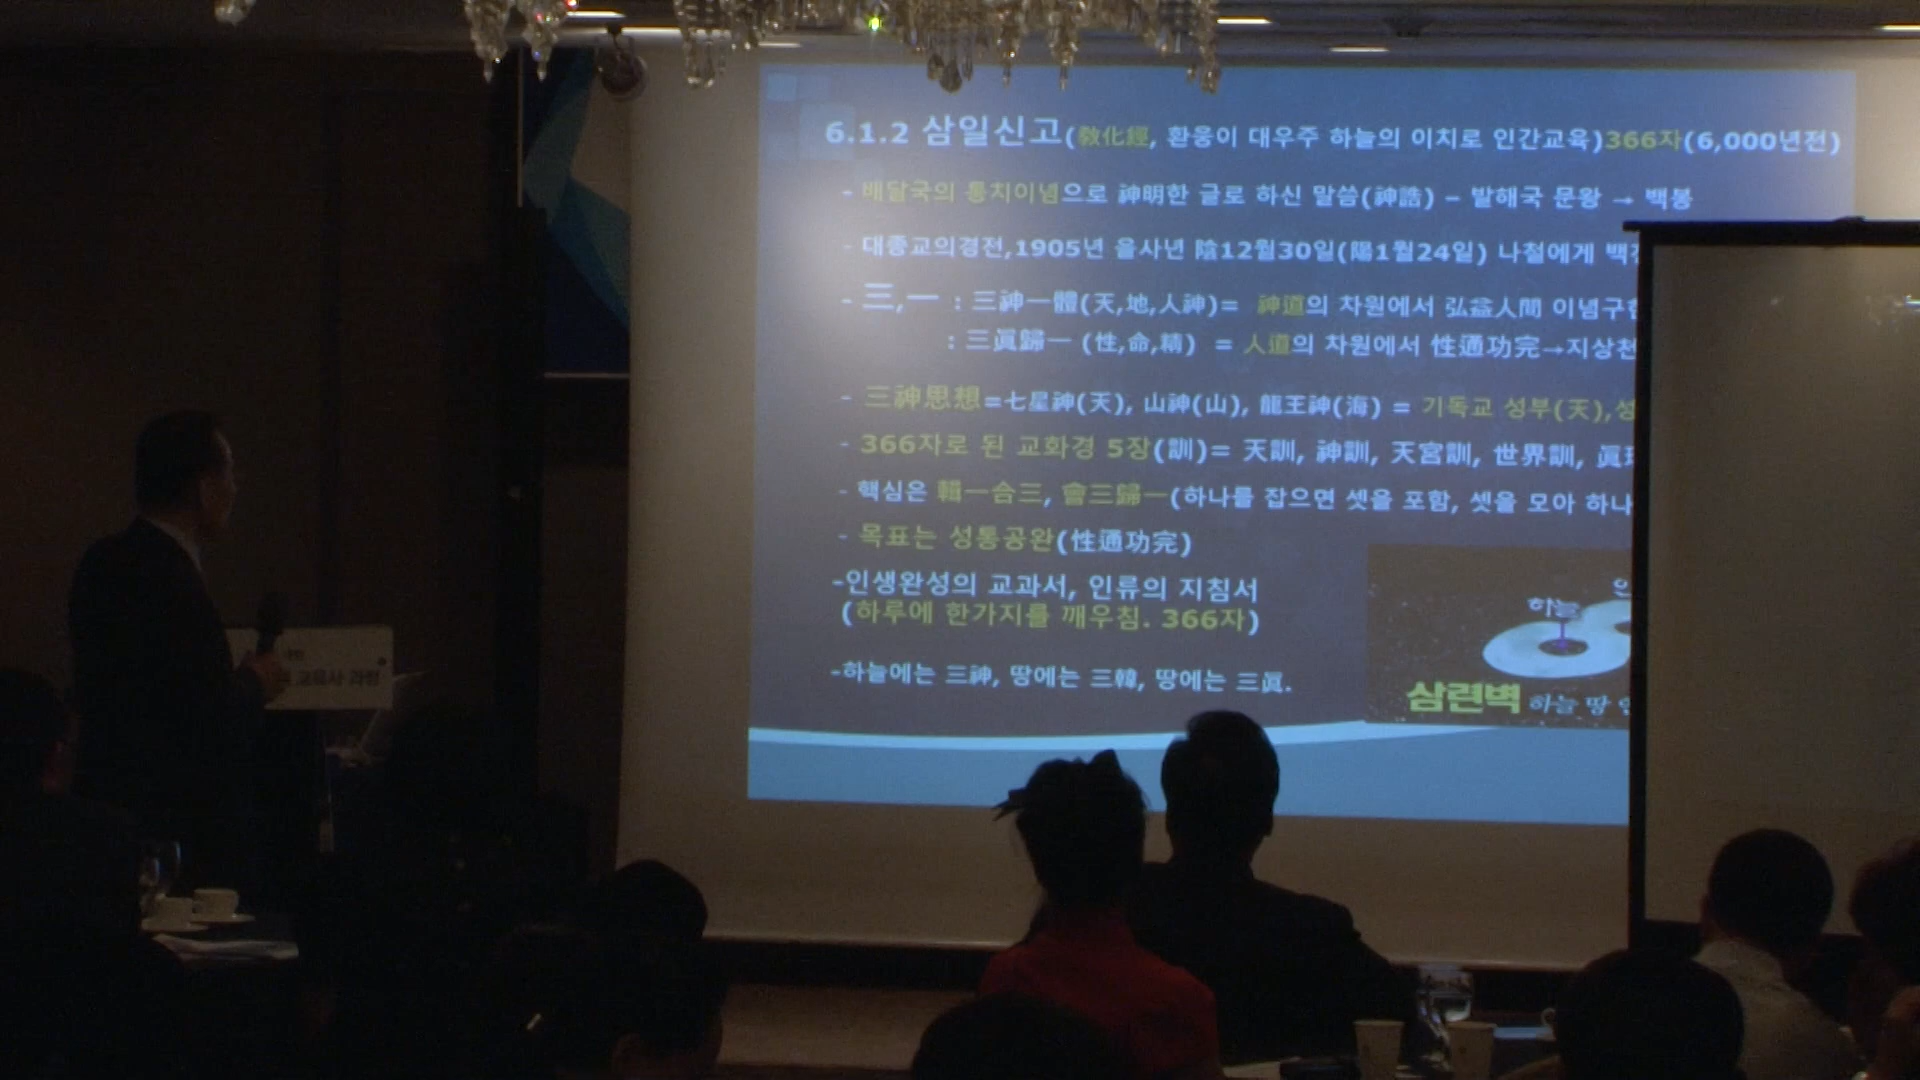 6.1.2 삼일신고(敎化經, 환웅이 대우주 하늘의 이치로 인간교육)366자(6,000년전)
- 배달국의 통치이념으로 神明한 글로 하신 말씀(神誥) – 발해국 문왕 → 백봉
- 대종교의경전,1905년 을사년 陰12월30일(陽1월24일) 나철에게
- 三,一 : 三神一體(天,地,人神)= 神道의 차원에서 弘益人間 이념구현
: 三眞歸一 (性,命,精) = 人道의 차원에서 性通功完→지상천
- 三神思想=七星神(天), 山神(山), 龍王神(海) = 기독교 성부(天),성
- 366자로 된 교화경 5장(訓)= 天訓, 神訓, 天宮訓, 世界訓, 眞
- 핵심은 執一含三, 會三歸一(하나를 잡으면 셋을 포함, 셋을 모아 하나
- 목표는 성통공완(性通功完)
-인생완성의 교과서, 인류의 지침서
(하루에 한가지를 깨우침. 366자)
-하늘에는 三神, 땅에는 三韓, 땅에는 三眞.
하늘
삼련벽 하늘 땅
교육사 과정